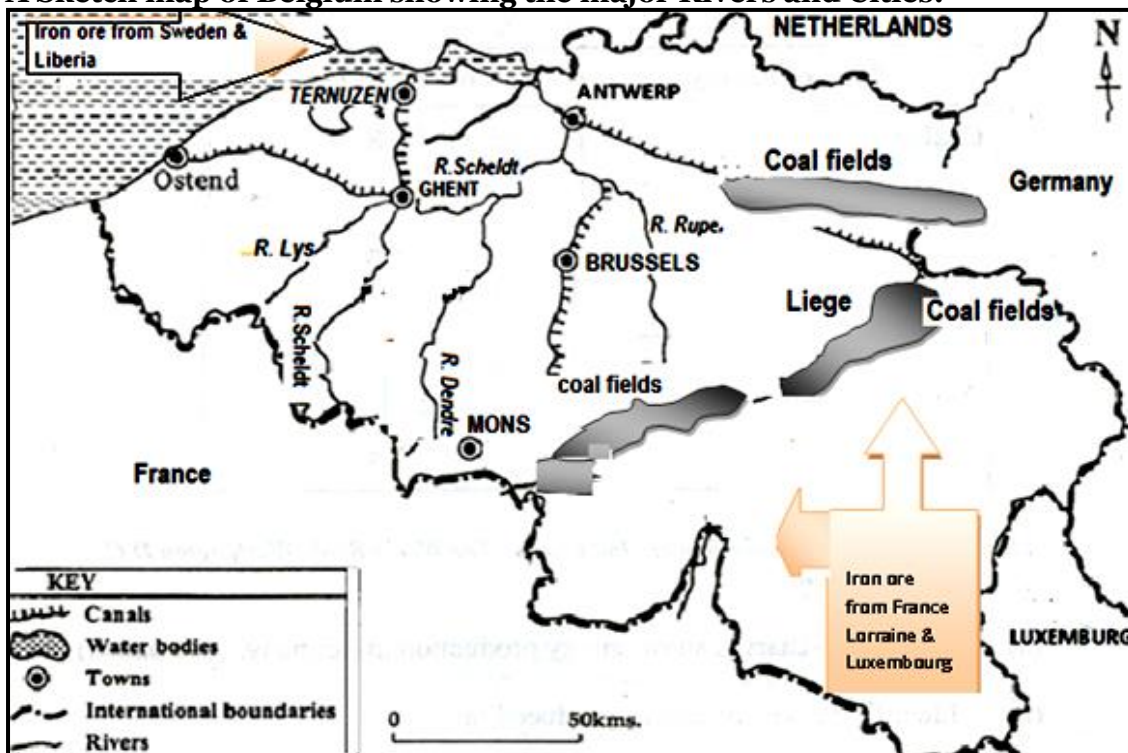 A Sketch map of Belgium showing the major Rivers and Cities.
Iron ore from Sweden &
Liberia
NETHERLANDS
N
TERNUZEN
ANTWERP
Coal fields
Germany
Ostend
R.Scheldt
GHENT
R. Rupe.
R. Lys
BRUSSELS
Liege
Coal fields
R.Scheldt
R. Dendre
coal fields
MONS
France
Iron ore
from France
Larraine &
Luxembourg
LUXEMBURG
KEY
Canals
Water bodies
Towns
International boundaries
Rivers
0 50kms.